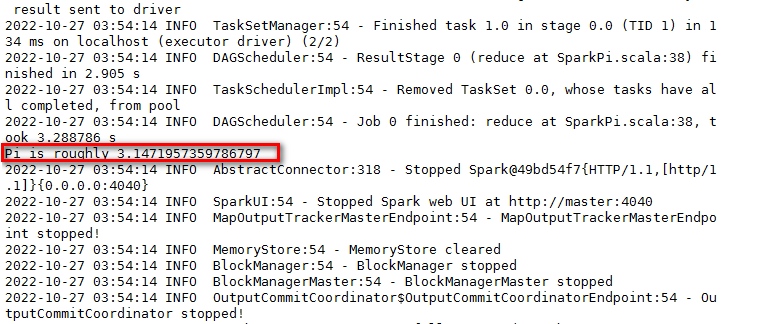 result sent to driver
2022-10-27 03:54:14 INFO  TaskSetManager:54 - Finished task 1.0 in stage 0.0 (TID 1) in 1
34 ms on localhost (executor driver) (2/2)
2022-10-27 03:54:14 INFO  DAGScheduler:54 - ResultStage 0 (reduce at SparkPi.scala:38) fi
nished in 2.905 s
2022-10-27 03:54:14 INFO  TaskSchedulerImpl:54 - Removed TaskSet 0.0, whose tasks have al
l completed, from pool
2022-10-27 03:54:14 INFO  DAGScheduler:54 - Job 0 finished: reduce at SparkPi.scala:38, t
ook 3.288786 s
Pi is roughly 3.1471957359786797
2022-10-27 03:54:14 INFO  AbstractConnector:318 - Stopped Spark@49bd54f7{HTTP/1.1,[http/1
.1]}{0.0.0.0:4040}
2022-10-27 03:54:14 INFO  SparkUI:54 - Stopped Spark web UI at http://master:4040
2022-10-27 03:54:14 INFO  MapOutputTrackerMasterEndpoint:54 - MapOutputTrackerMasterEndpo
int stopped!
2022-10-27 03:54:14 INFO  MemoryStore:54 - MemoryStore cleared
2022-10-27 03:54:14 INFO  BlockManager:54 - BlockManager stopped
2022-10-27 03:54:14 INFO  BlockManagerMaster:54 - BlockManagerMaster stopped
2022-10-27 03:54:14 INFO  OutputCommitCoordinator$OutputCommitCoordinatorEndpoint:54 - Ou
tputCommitCoordinator stopped!